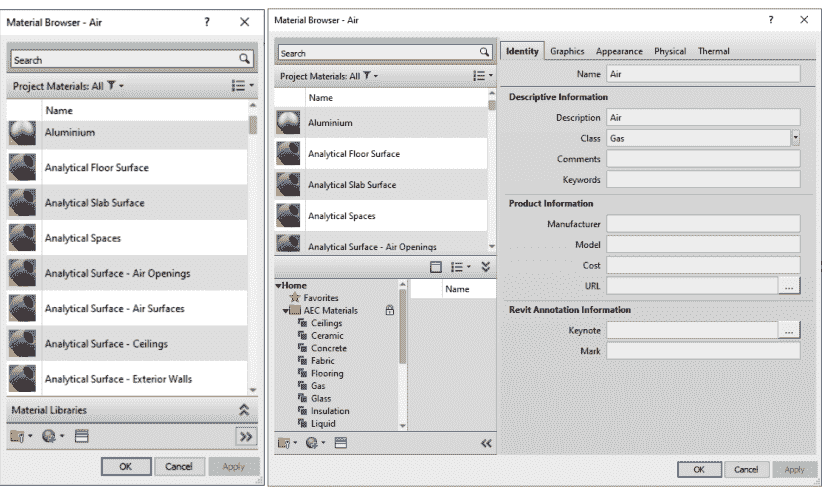 Material Browser - Air
?
Search
Project Materials: All
Name
Aluminium
Analytical Floor Surface
Analytical Slab Surface
Analytical Spaces
Analytical Surface - Air Openings
Analytical Surface - Air Surfaces
Analytical Surface - Ceilings
Analytical Surface - Exterior Walls
Material Libraries
OK Cancel Apply
Material Browser - Air
?
Search
Project Materials: All
Name
Aluminium
Analytical Floor Surface
Analytical Slab Surface
Analytical Spaces
Analytical Surface - Air Openings
Name
Home
Favorites
AEC Materials
Ceilings
Ceramic
Concrete
Fabric
Flooring
Gas
Glass
Insulation
Liquid
Identity Graphics Appearance Physical Thermal
Name Air
Descriptive Information
Description Air
Class Gas
Comments
Keywords
Product Information
Manufacturer
Model
Cost
URL ...
Revit Annotation Information
Keynote ...
Mark
OK Cancel Apply